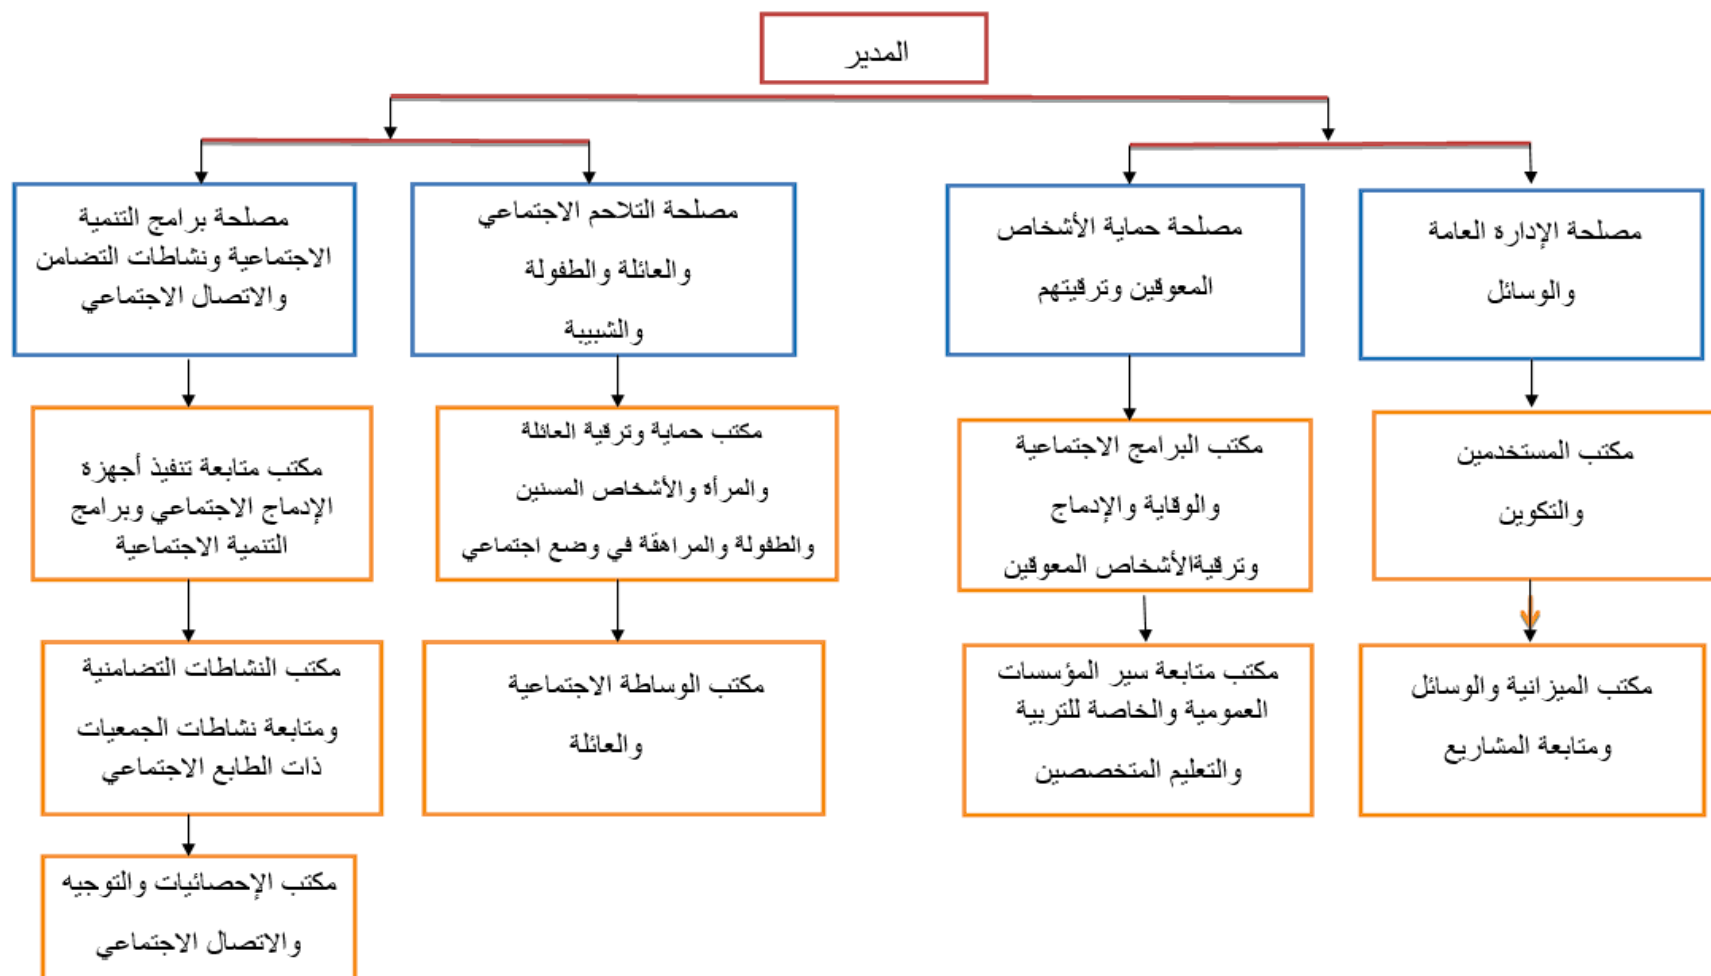 المدير
مصلحة الإدارة العامة
والوسائل
مصلحة حماية الأشخاص
المعوقين وترقيتهم
مصلحة التلاحم الاجتماعي
والعائلة والطفولة
والشبيبة
مصلحة برامج التنمية
الاجتماعية ونشاطات التضامن
والاتصال الاجتماعي
مكتب المستخدمين
والتكوين
مكتب البرامج الاجتماعية
والوقاية والإدماج
وترقيةالأشخاص المعوقين
مكتب حماية وترقية العائلة
والمرأة والأشخاص المسنين
والطفولة والمراهقة في وضع اجتماعي
مكتب متابعة تنفيذ أجهزة
الإدماج الاجتماعي وبرامج
التنمية الاجتماعية
مكتب الميزانية والوسائل
ومتابعة المشاريع
مكتب متابعة سير المؤسسات
العمومية والخاصة للتربية
والتعليم المتخصصين
مكتب الوساطة الاجتماعية
والعائلة
مكتب النشاطات التضامنية
ومتابعة نشاطات الجمعيات
ذات الطابع الاجتماعي
مكتب الإحصائيات والتوجيه
والاتصال الاجتماعي